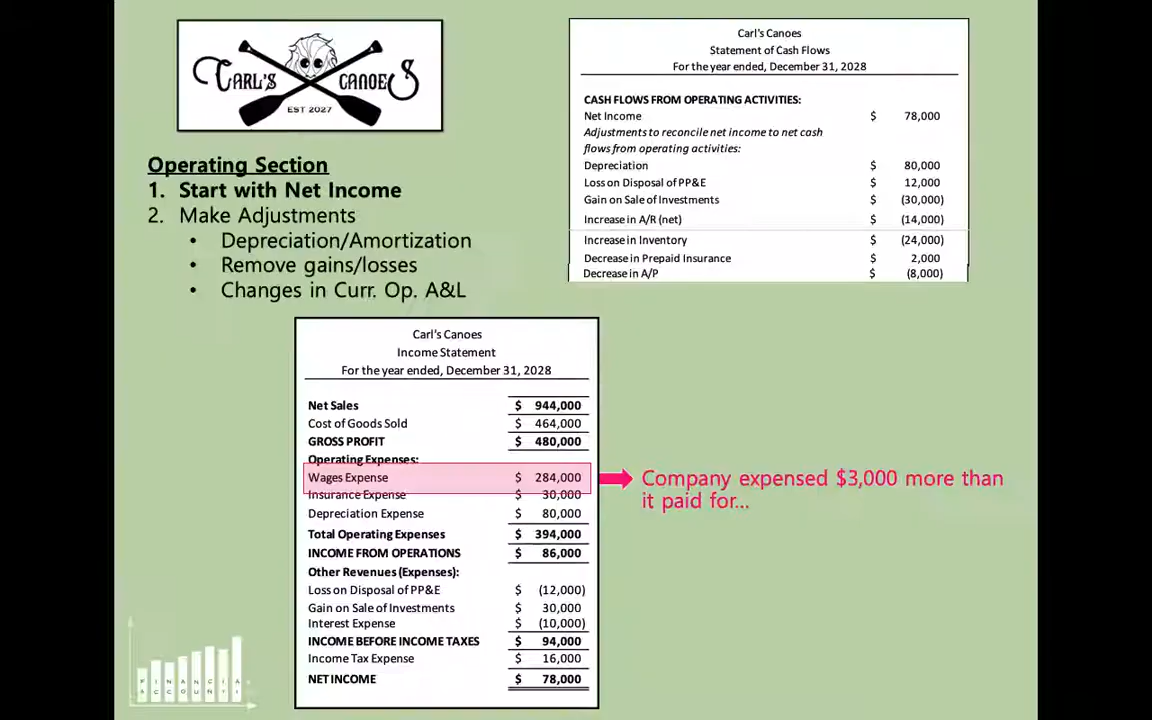 CARL'S CANOES
EST 2027
Operating Section
1. Start with Net Income
2. Make Adjustments
• Depreciation/Amortization
• Remove gains/losses
• Changes in Curr. Op. A&L
Carl's Canoes
Statement of Cash Flows
For the year ended, December 31, 2028
CASH FLOWS FROM OPERATING ACTIVITIES:
Net Income $ 78,000
Adjustments to reconcile net income to net cash
flows from operating activities:
Depreciation $ 80,000
Loss on Disposal of PP&E $ 12,000
Gain on Sale of Investments $ (30,000)
Increase in A/R (net) $ (14,000)
Increase in Inventory $ (24,000)
Decrease in Prepaid Insurance $ 2,000
Decrease in A/P $ (8,000)
Carl's Canoes
Income Statement
For the year ended, December 31, 2028
Net Sales $ 944,000
Cost of Goods Sold $ 464,000
GROSS PROFIT $ 480,000
Operating Expenses:
Wages Expense $ 284,000
Insurance Expense $ 30,000
Depreciation Expense $ 80,000
Total Operating Expenses $ 394,000
INCOME FROM OPERATIONS $ 86,000
Other Revenues (Expenses):
Loss on Disposal of PP&E $ (12,000)
Gain on Sale of Investments $ 30,000
Interest Expense $ (10,000)
INCOME BEFORE INCOME TAXES $ 94,000
Income Tax Expense $ 16,000
NET INCOME $ 78,000
Company expensed $3,000 more than
it paid for...